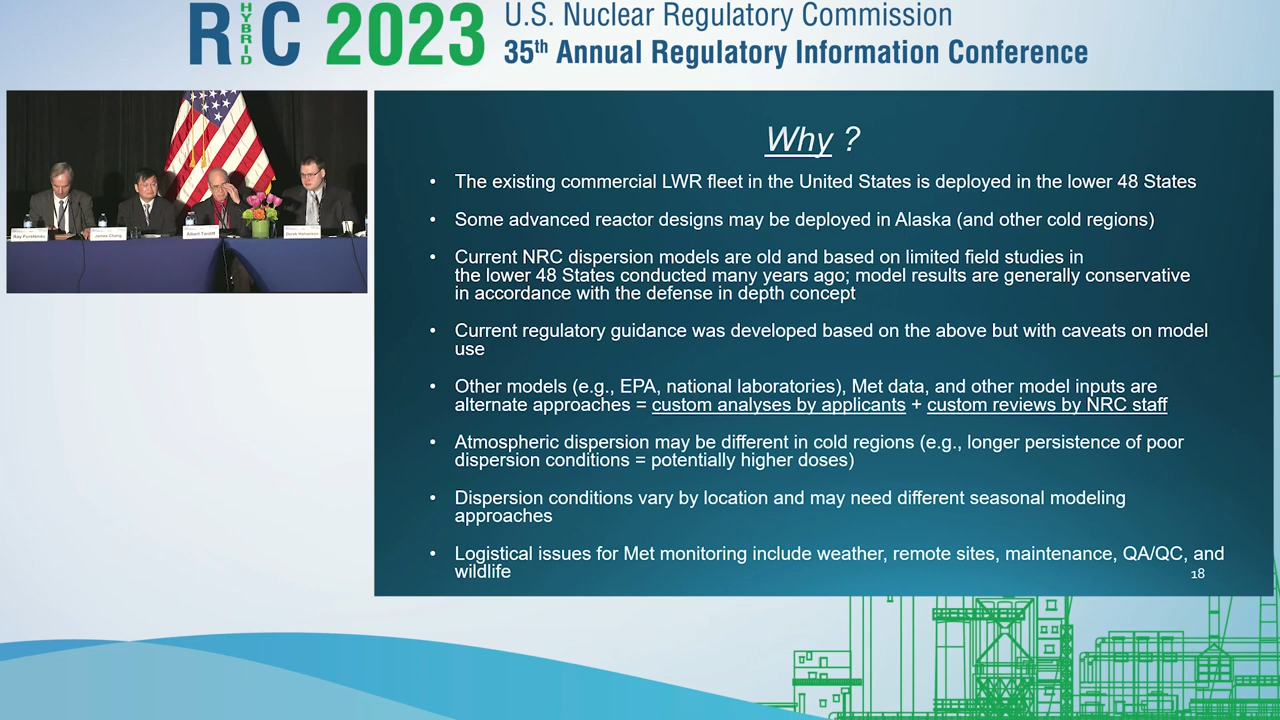 RIC 2023
HYBRID
U.S. Nuclear Regulatory Commission
35th Annual Regulatory Information Conference
Ray Furstenau
James Chang
Albert Tardiff
Derek Halverson
Why ?
• The existing commercial LWR fleet in the United States is deployed in the lower 48 States
• Some advanced reactor designs may be deployed in Alaska (and other cold regions)
• Current NRC dispersion models are old and based on limited field studies in
the lower 48 States conducted many years ago; model results are generally conservative
in accordance with the defense in depth concept
• Current regulatory guidance was developed based on the above but with caveats on model
use
• Other models (e.g., EPA, national laboratories), Met data, and other model inputs are
alternate approaches = custom analyses by applicants + custom reviews by NRC staff
• Atmospheric dispersion may be different in cold regions (e.g., longer persistence of poor
dispersion conditions = potentially higher doses)
• Dispersion conditions vary by location and may need different seasonal modeling
approaches
• Logistical issues for Met monitoring include weather, remote sites, maintenance, QA/QC, and
wildlife
18